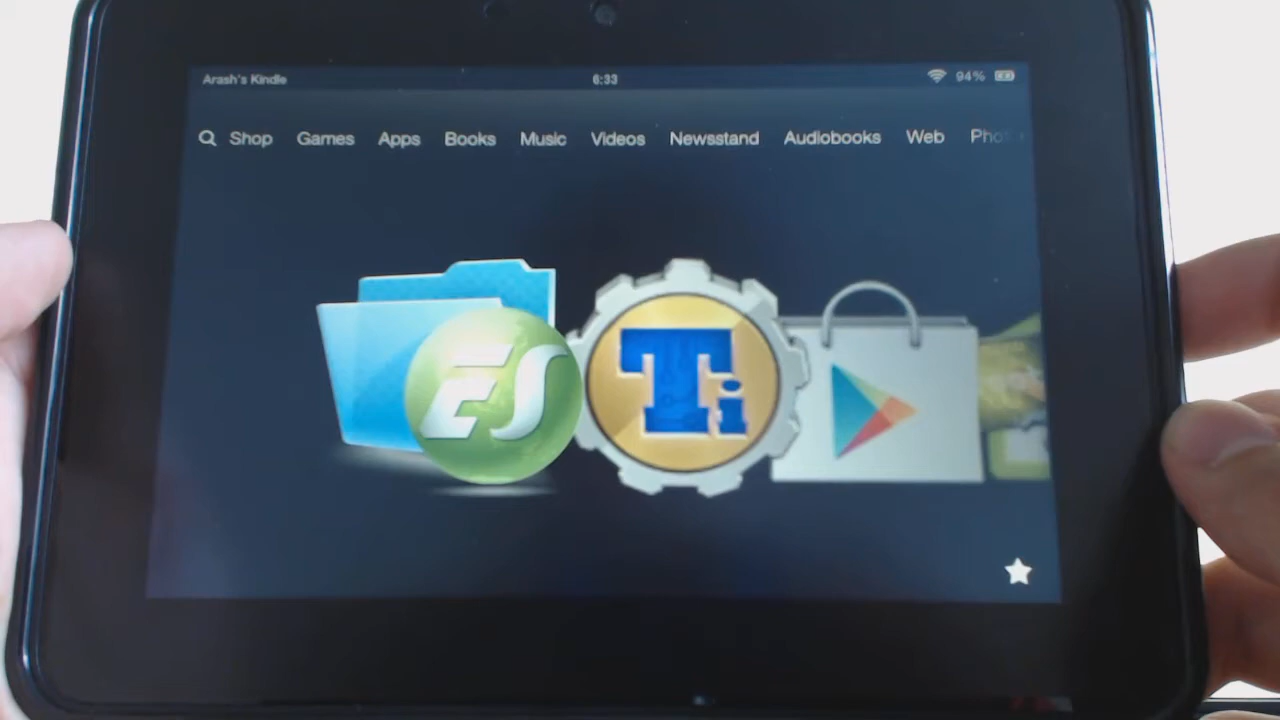 Arash's Kindle 6:33 94%
Shop Games Apps Books Music Videos Newsstand Audiobooks Web
ES Ti